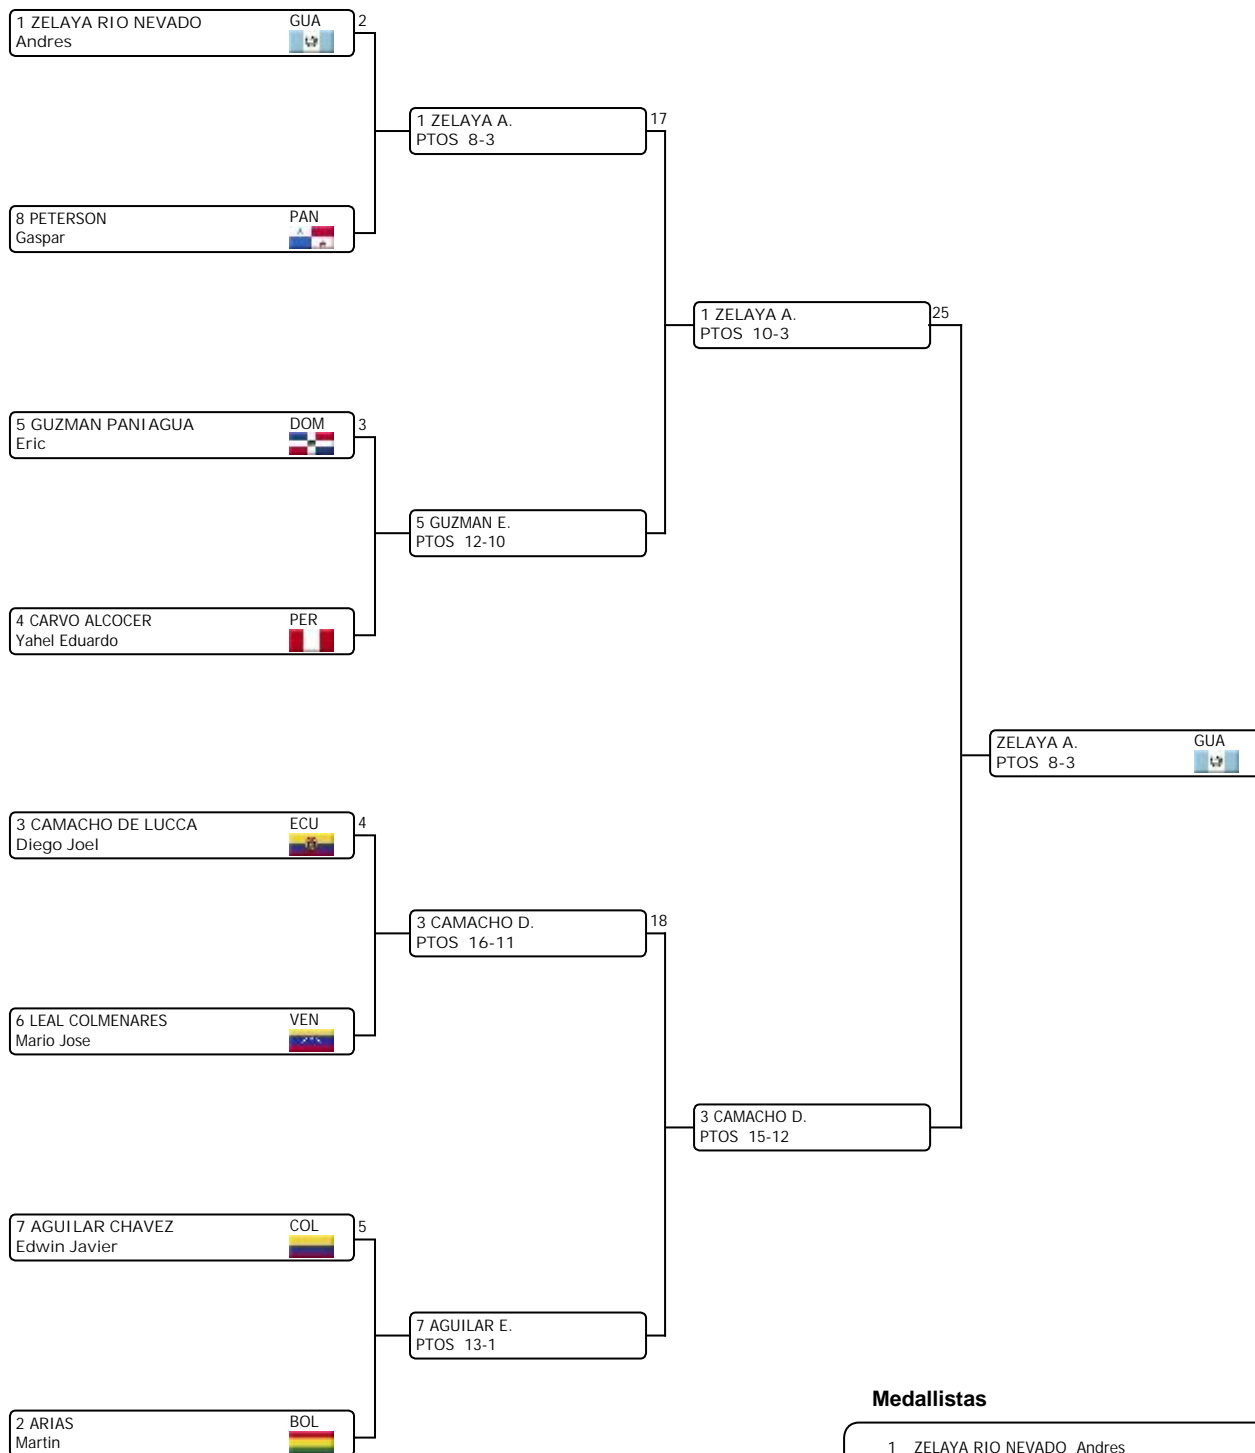 1 ZELAYA RIO NEVADO GUA 2
Andres
1 ZELAYA A. 17
PTOS 8-3
8 PETERSON PAN
Gaspar
1 ZELAYA A. 25
PTOS 10-3
5 GUZMAN PANIAGUA DOM 3
Eric
5 GUZMAN E.
PTOS 12-10
4 CARVO ALCOCER PER
Yahel Eduardo
ZELAYA A. GUA
PTOS 8-3
3 CAMACHO DE LUCCA ECU 4
Diego Joel
3 CAMACHO D. 18
PTOS 16-11
6 LEAL COLMENARES VEN
Mario Jose
3 CAMACHO D.
PTOS 15-12
7 AGUILAR CHAVEZ COL 5
Edwin Javier
7 AGUILAR E.
PTOS 13-1
Medallistas
2 ARIAS BOL
Martin
1 ZELAYA RIO NEVADO Andres